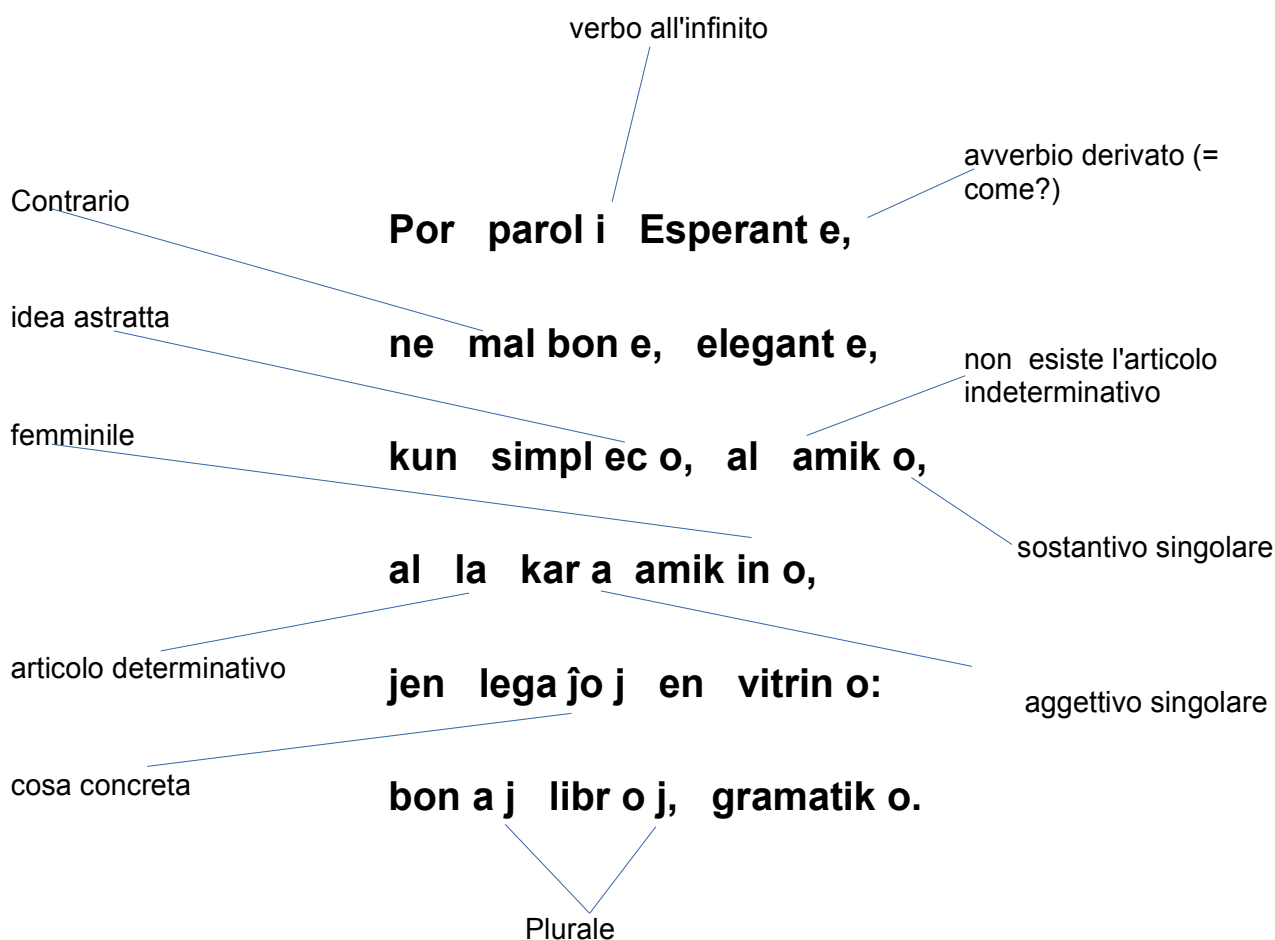 verbo all'infinito
avverbio derivato (=
come?)
Contrario
Por parol i Esperant e,
idea astratta
ne mal bon e, elegant e,
non esiste l'articolo
indeterminativo
femminile
kun simpl ec o, al amik o,
sostantivo singolare
al la kar a amik in o,
articolo determinativo
jen lega ĵo j en vitrin o:
aggettivo singolare
cosa concreta
bon a j libr o j, gramatik o.
Plurale